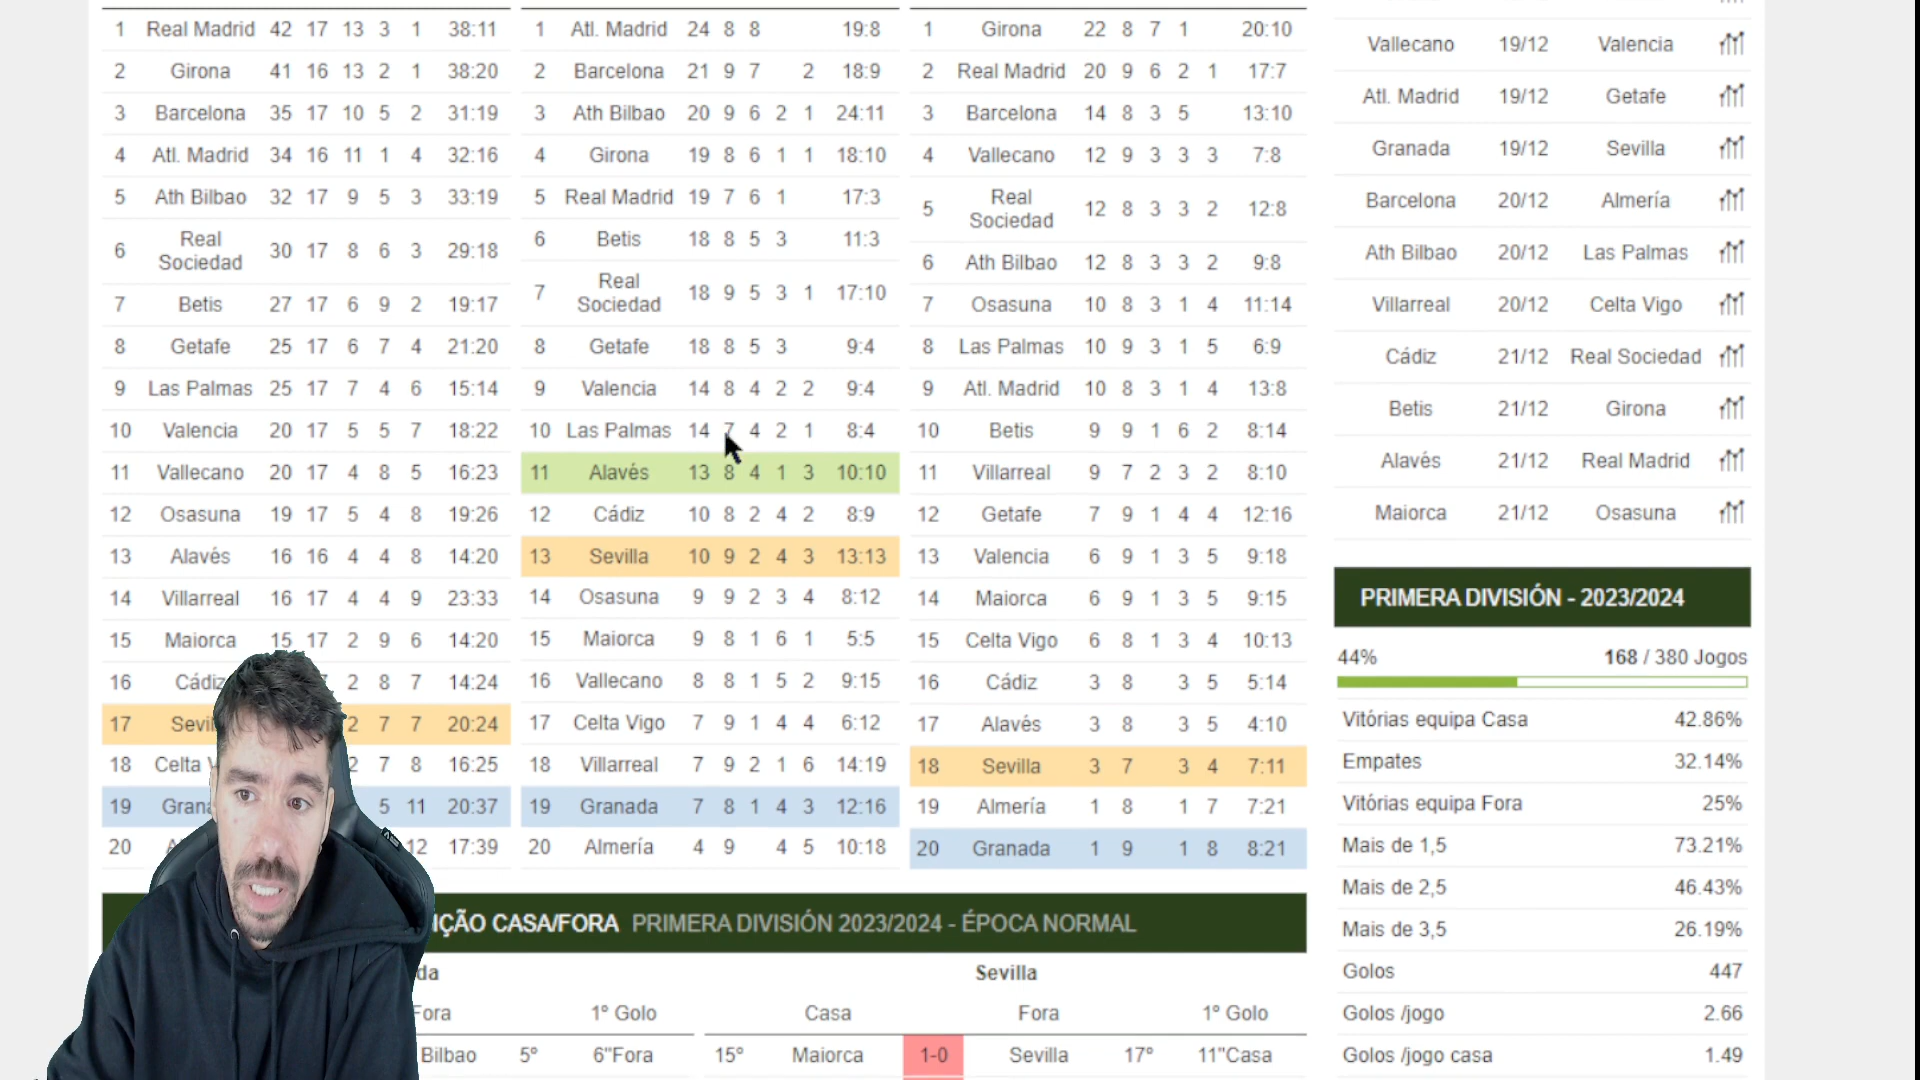 1 Real Madrid 42 17 13 3 1 38:11
2 Girona 41 16 13 2 1 38:20
3 Barcelona 35 17 10 5 2 31:19
4 Atl. Madrid 34 16 11 1 4 32:16
5 Ath Bilbao 32 17 9 5 3 33:19
6 Real Sociedad 30 17 8 6 3 29:18
7 Betis 27 17 6 9 2 19:17
8 Getafe 25 17 6 7 4 21:20
9 Las Palmas 25 17 7 4 6 15:14
10 Valencia 20 17 5 5 7 18:22
11 Vallecano 20 17 4 8 5 16:23
12 Osasuna 19 17 5 4 8 19:26
13 Alavés 16 16 4 4 8 14:20
14 Villarreal 16 17 4 4 9 23:33
15 Maiorca 15 17 2 9 6 14:20
16 Cádiz 2 8 7 14:24
17 2 7 7 20:24
18 Celta 7 8 16:25
19 5 11 20:37
20 12 17:39
1 Atl. Madrid 24 8 8 19:8
2 Barcelona 21 9 7 2 18:9
3 Ath Bilbao 20 9 6 2 1 24:11
4 Girona 19 8 6 1 1 18:10
5 Real Madrid 19 7 6 1 17:3
6 Betis 18 8 5 3 11:3
7 Real Sociedad 18 9 5 3 1 17:10
8 Getafe 18 8 5 3 9:4
9 Valencia 14 8 4 2 2 9:4
10 Las Palmas 14 7 4 2 1 8:4
11 Alavés 13 8 4 1 3 10:10
12 Cádiz 10 8 2 4 2 8:9
13 Sevilla 10 9 2 4 3 13:13
14 Osasuna 9 9 2 3 4 8:12
15 Maiorca 9 8 1 6 1 5:5
16 Vallecano 8 8 1 5 2 9:15
17 Celta Vigo 7 9 1 4 4 6:12
18 Villarreal 7 9 2 1 6 14:19
19 Granada 7 8 1 4 3 12:16
20 Almería 4 9 4 5 10:18
1 Girona 22 8 7 1 20:10
2 Real Madrid 20 9 6 2 1 17:7
3 Barcelona 14 8 3 5 13:10
4 Vallecano 12 9 3 3 3 7:8
5 Real Sociedad 12 8 3 3 2 12:8
6 Ath Bilbao 12 8 3 3 2 9:8
7 Osasuna 10 8 3 1 4 11:14
8 Las Palmas 10 9 3 1 5 6:9
9 Atl. Madrid 10 8 3 1 4 13:8
10 Betis 9 9 1 6 2 8:14
11 Villarreal 9 7 2 3 2 8:10
12 Getafe 7 9 1 4 4 12:16
13 Valencia 6 9 1 3 5 9:18
14 Maiorca 6 9 1 3 5 9:15
15 Celta Vigo 6 8 1 3 4 10:13
16 Cádiz 3 8 3 5 5:14
17 Alavés 3 8 3 5 4:10
18 Sevilla 3 7 3 4 7:11
19 Almería 1 8 1 7 7:21
20 Granada 1 9 1 8 8:21
Vallecano 19/12 Valencia
Atl. Madrid 19/12 Getafe
Granada 19/12 Sevilla
Barcelona 20/12 Almería
Ath Bilbao 20/12 Las Palmas
Villarreal 20/12 Celta Vigo
Cádiz 21/12 Real Sociedad
Betis 21/12 Girona
Alavés 21/12 Real Madrid
Maiorca 21/12 Osasuna
PRIMERA DIVISIÓN - 2023/2024
44% 168 / 380 Jogos
Vitórias equipa Casa 42.86%
Empates 32.14%
Vitórias equipa Fora 25%
Mais de 1,5 73.21%
Mais de 2,5 46.43%
Mais de 3,5 26.19%
Golos 447
Golos /jogo 2.66
Golos /jogo casa 1.49
CASA/FORA PRIMERA DIVISIÓN 2023/2024 - ÉPOCA NORMAL
Sevilla
Fora 1º Golo Casa Fora 1º Golo
Bilbao 5º 6"Fora 15º Maiorca 1-0 Sevilla 17º 11"Casa